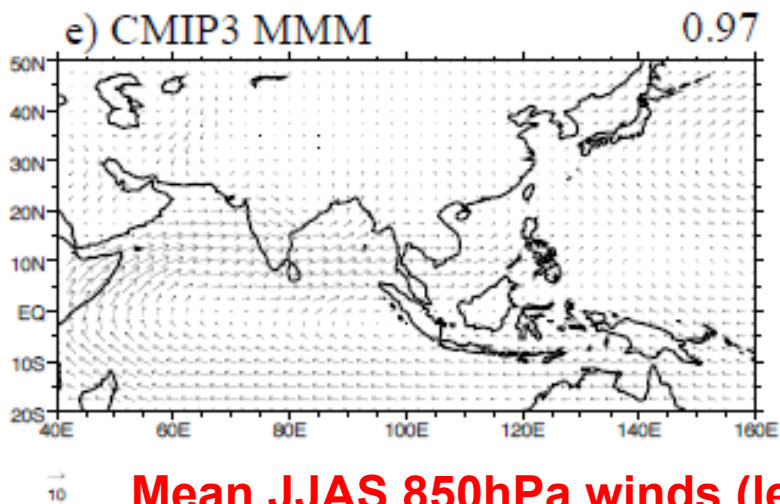 e) CMIP3 MMM 0.97
50N
40N
30N
20N
10N
EQ
10S
20S
40E 60E 80E 100E 120E 140E 160E
10
Mean JJAS 850hPa winds (le